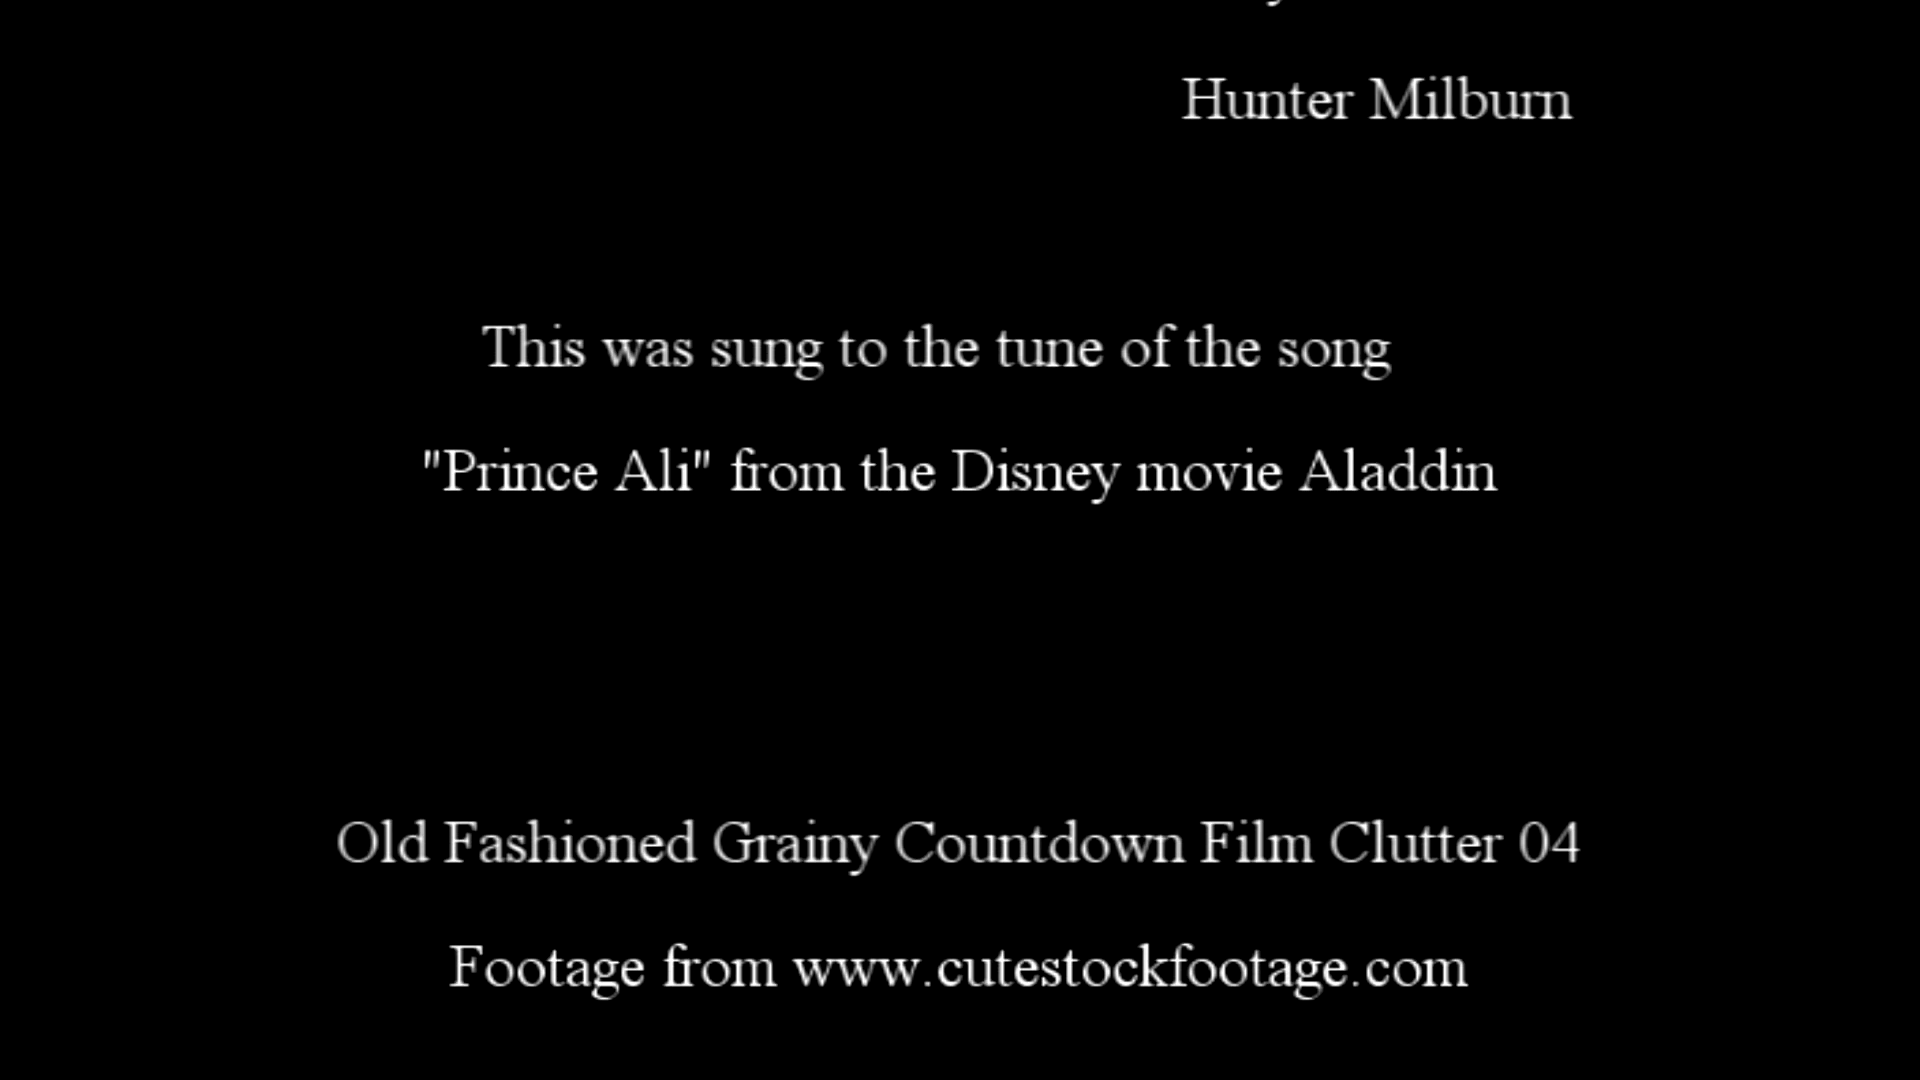 Hunter Milburn
This was sung to the tune of the song
"Prince Ali" from the Disney movie Aladdin
Old Fashioned Grainy Countdown Film Clutter 04
Footage from www.cutestockfootage.com